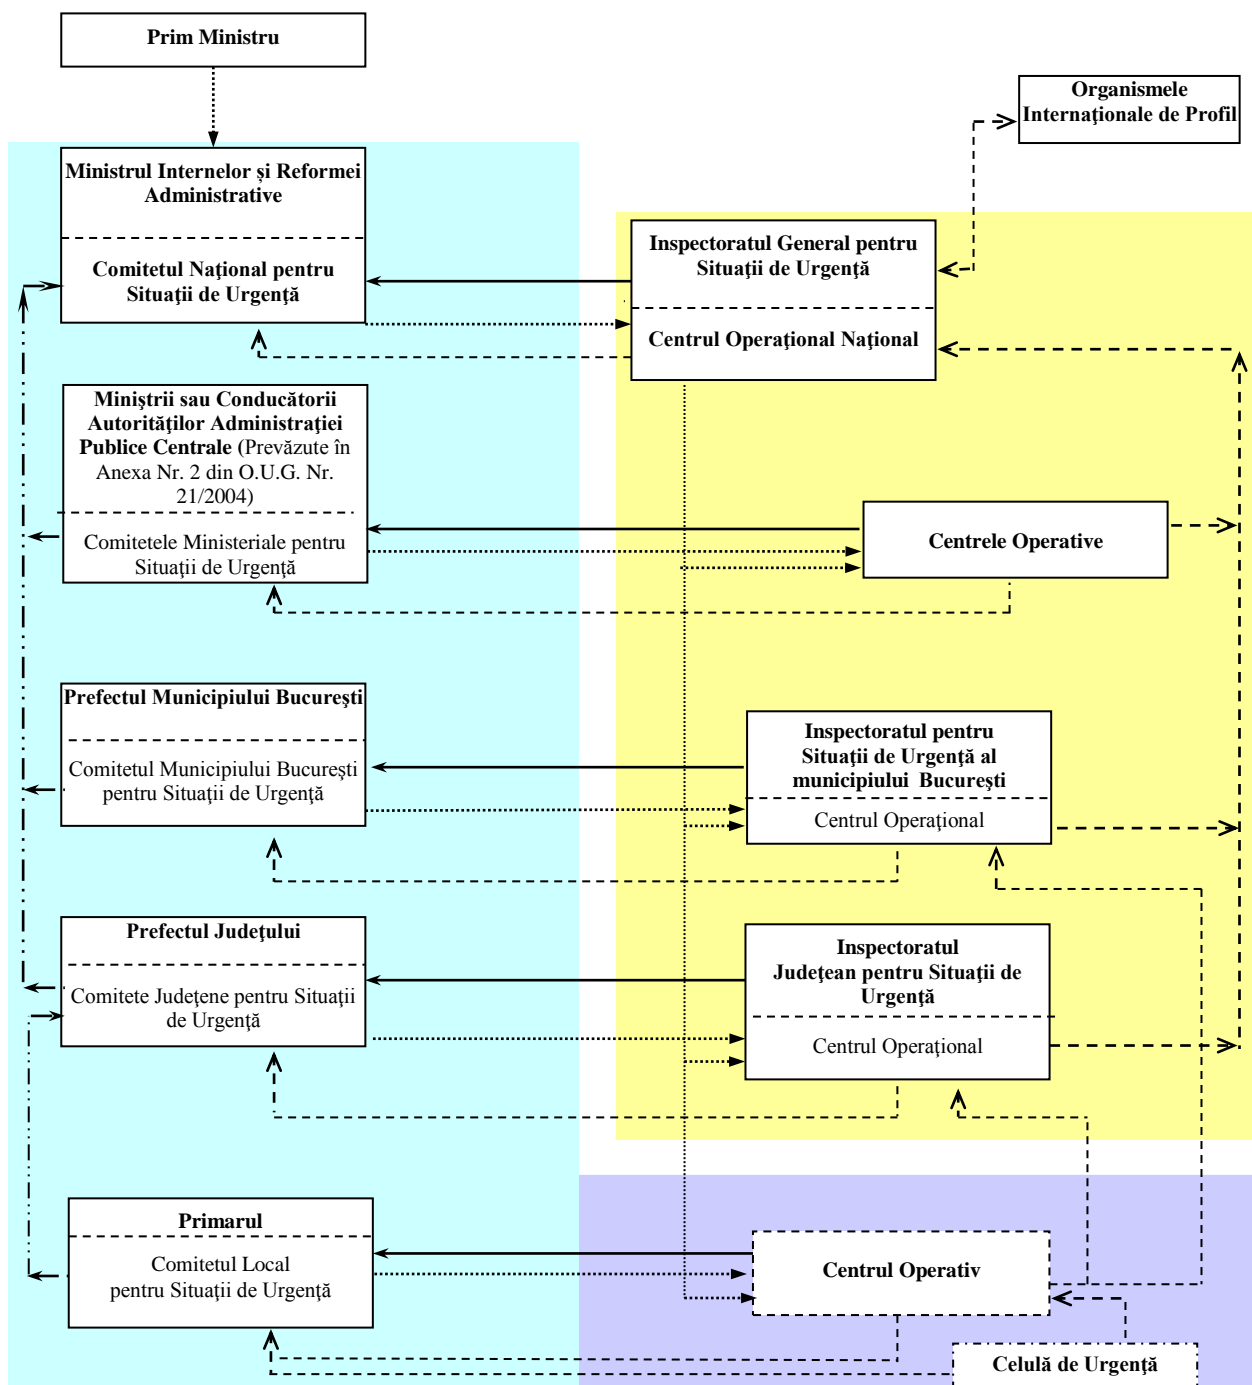 Prim Ministru
Organismele
Internaţionale de Profil
Ministrul Internelor și Reformei
Administrative
Comitetul Naţional pentru
Situaţii de Urgenţă
Inspectoratul General pentru
Situaţii de Urgenţă
Centrul Operaţional Naţional
Miniştrii sau Conducătorii
Autorităţilor Administraţiei
Publice Centrale (Prevăzute în
Anexa Nr. 2 din O.U.G. Nr.
21/2004)
Comitetele Ministeriale pentru
Situaţii de Urgenţă
Centrele Operative
Prefectul Municipiului Bucureşti
Comitetul Municipiului Bucureşti
pentru Situaţii de Urgenţă
Inspectoratul pentru
Situaţii de Urgenţă al
municipiului Bucureşti
Centrul Operaţional
Prefectul Judeţului
Comitete Judeţene pentru Situaţii
de Urgenţă
Inspectoratul
Judeţean pentru Situaţii de
Urgenţă
Centrul Operaţional
Primarul
Comitetul Local
pentru Situaţii de Urgenţă
Centrul Operativ
Celulă de Urgenţă